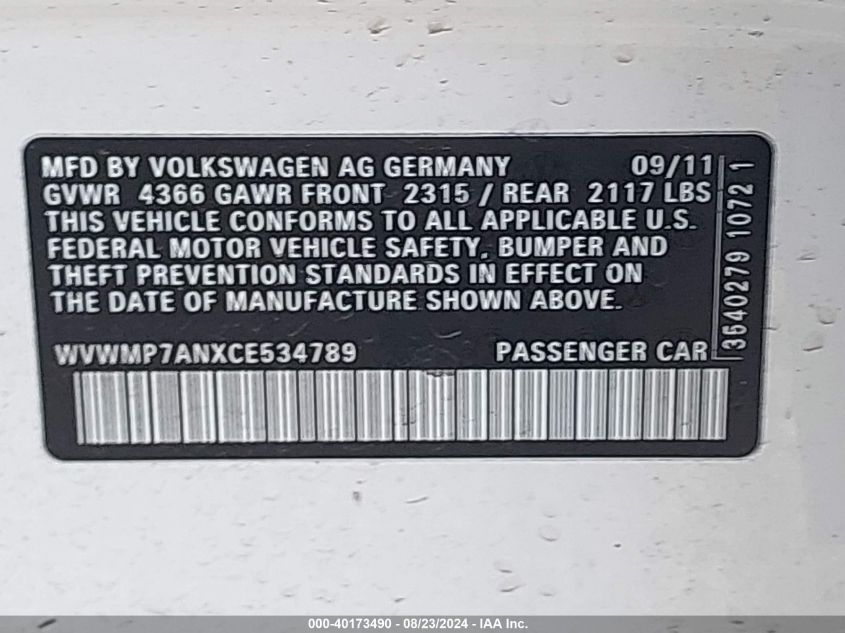 MFD BY VOLKSWAGEN AG GERMANY 09/11
GVWR 4366 GAWR FRONT 2315 / REAR 2117 LBS
THIS VEHICLE CONFORMS TO ALL APPLICABLE U.S.
FEDERAL MOTOR VEHICLE SAFETY, BUMPER AND
THEFT PREVENTION STANDARDS IN EFFECT ON
THE DATE OF MANUFACTURE SHOWN ABOVE.
WVWMP7ANXCE534789 PASSENGER CAR
3540279 1072 1
000-40173490 - 08/23/2024 - IAA Inc.